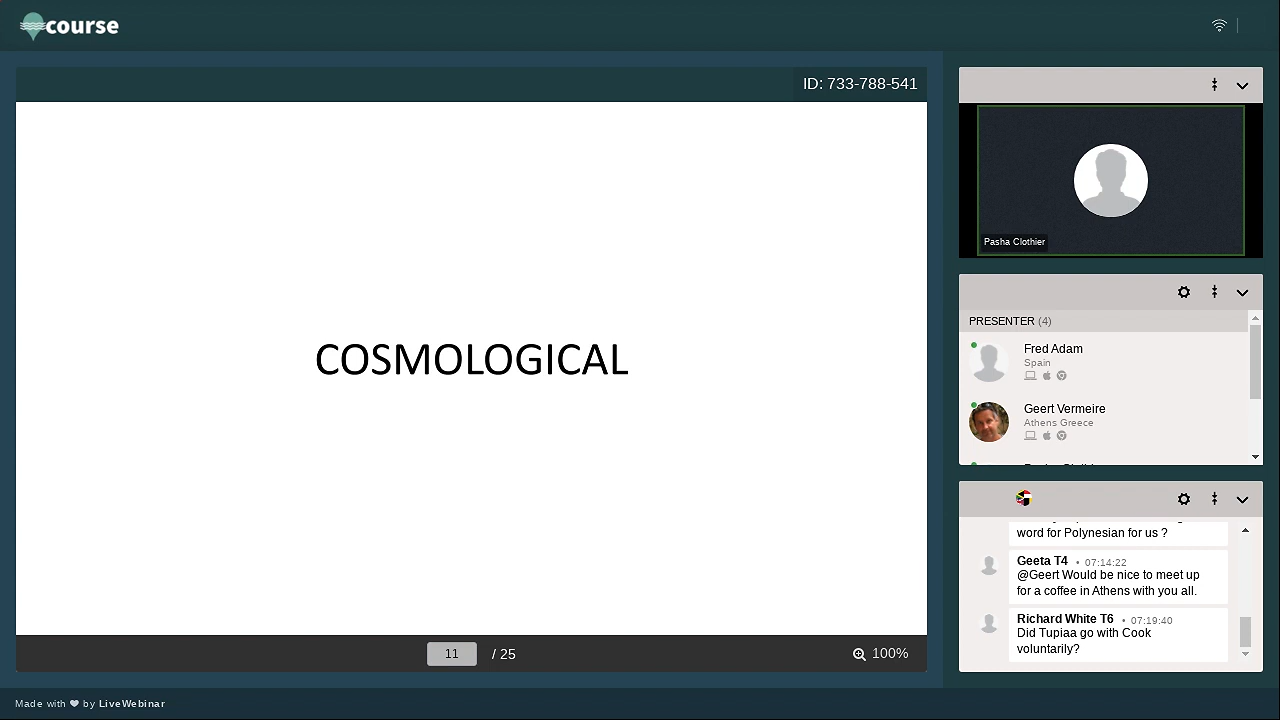 course
ID: 733-788-541
COSMOLOGICAL
11 / 25
100%
Pasha Clothier
PRESENTER (4)
Fred Adam
Spain
Geert Vermeire
Athens Greece
word for Polynesian for us ?
Geeta T4 • 07:14:22
@Geert Would be nice to meet up
for a coffee in Athens with you all.
Richard White T6 • 07:19:40
Did Tupiaa go with Cook
voluntarily?
Made with by LiveWebinar